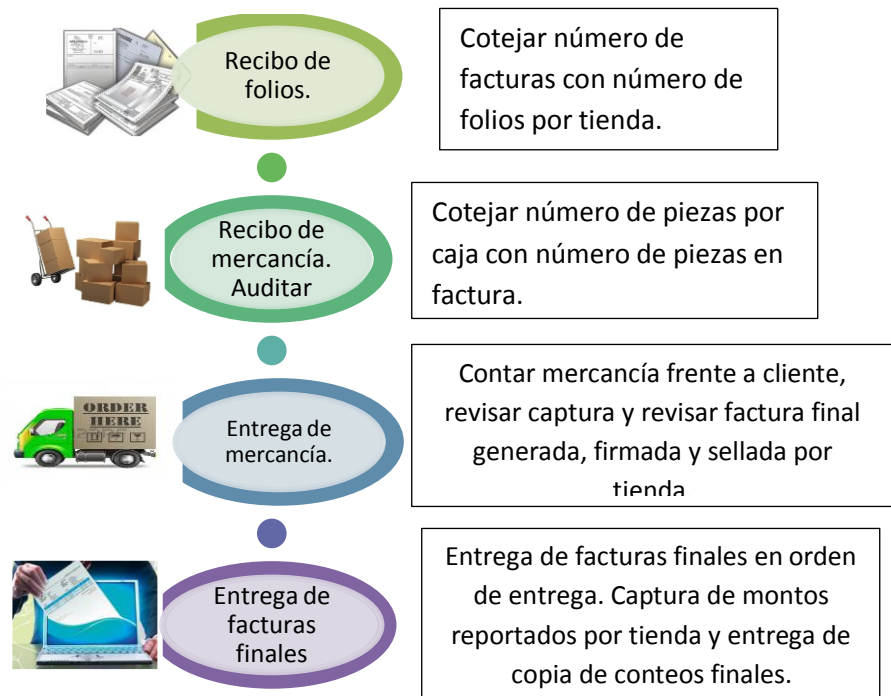 Recibo de
folios.
Cotejar número de
facturas con número de
folios por tienda.
Recibo de
mercancía.
Auditar
Cotejar número de piezas por
caja con número de piezas en
factura.
ORDER
HERE
Entrega de
mercancía.
Contar mercancía frente a cliente,
revisar captura y revisar factura final
generada, firmada y sellada por
tienda.
Entrega de
facturas
finales
Entrega de facturas finales en orden
de entrega. Captura de montos
reportados por tienda y entrega de
copia de conteos finales.